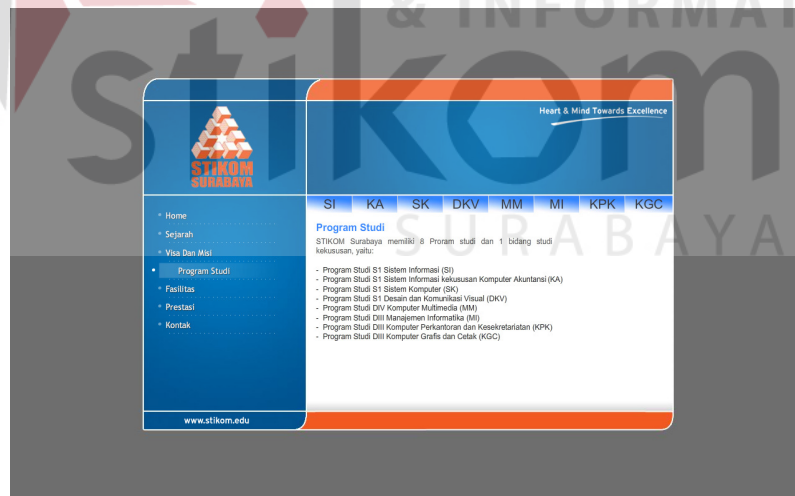 & INFORMAT
stikom
SURABAYA
Heart & Mind Towards Excellence
STIKOM
SURABAYA
SI KA SK DKV MM MI KPK KGC
Home
Sejarah
Visa Dan Misi
Program Studi
Fasilitas
Prestasi
Kontak
Program Studi
STIKOM Surabaya memiliki 8 Proram studi dan 1 bidang studi
kekususan, yaitu:
- Program Studi S1 Sistem Informasi (SI)
- Program Studi S1 Sistem Informasi kekususan Komputer Akuntansi (KA)
- Program Studi S1 Sistem Komputer (SK)
- Program Studi S1 Desain dan Komunikasi Visual (DKV)
- Program Studi DIV Komputer Multimedia (MM)
- Program Studi DIII Manajemen Informatika (MI)
- Program Studi DIII Komputer Perkantoran dan Kesekretariatan (KPK)
- Program Studi DIII Komputer Grafis dan Cetak (KGC)
www.stikom.edu